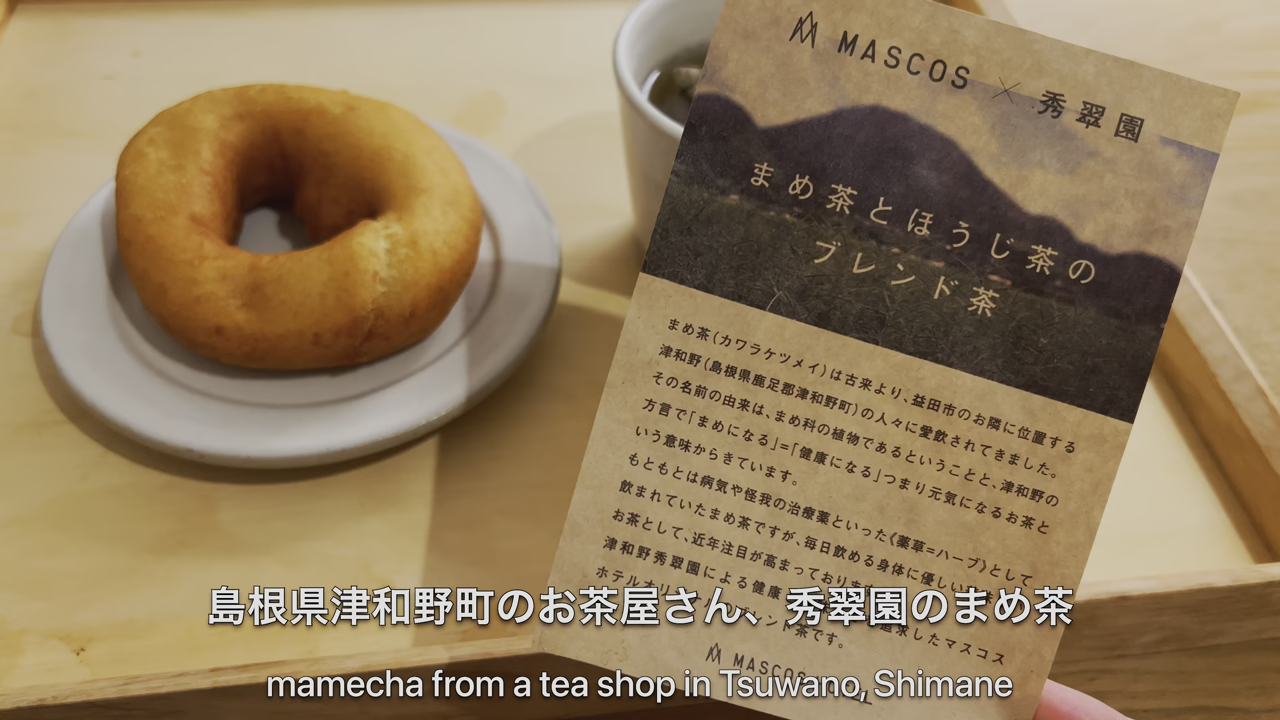 MASCOS × 秀翠園
まめ茶とほうじ茶の
ブレンド茶
まめ茶(カワラケツメイ)は古来より、益田市のお隣に位置する
津和野(島根県鹿足郡津和野町)の人々に愛飲されてきました。
その名前の由来は、まめ科の植物であるということと、津和野の
方言で「まめになる」=「健康になる」つまり元気になるお茶と
いう意味からきています。
もともとは病気や怪我の治療薬といった《薬草=ハーブ》として
飲まれていたまめ茶ですが、毎日飲める身体に優しい
お茶として、近年注目が高まっており
津和野秀翠園による健康 追求したマスコス
ホテルオリ ンド茶です。
MASCOS
島根県津和野町のお茶屋さん、秀翠園のまめ茶
mamecha from a tea shop in Tsuwano, Shimane